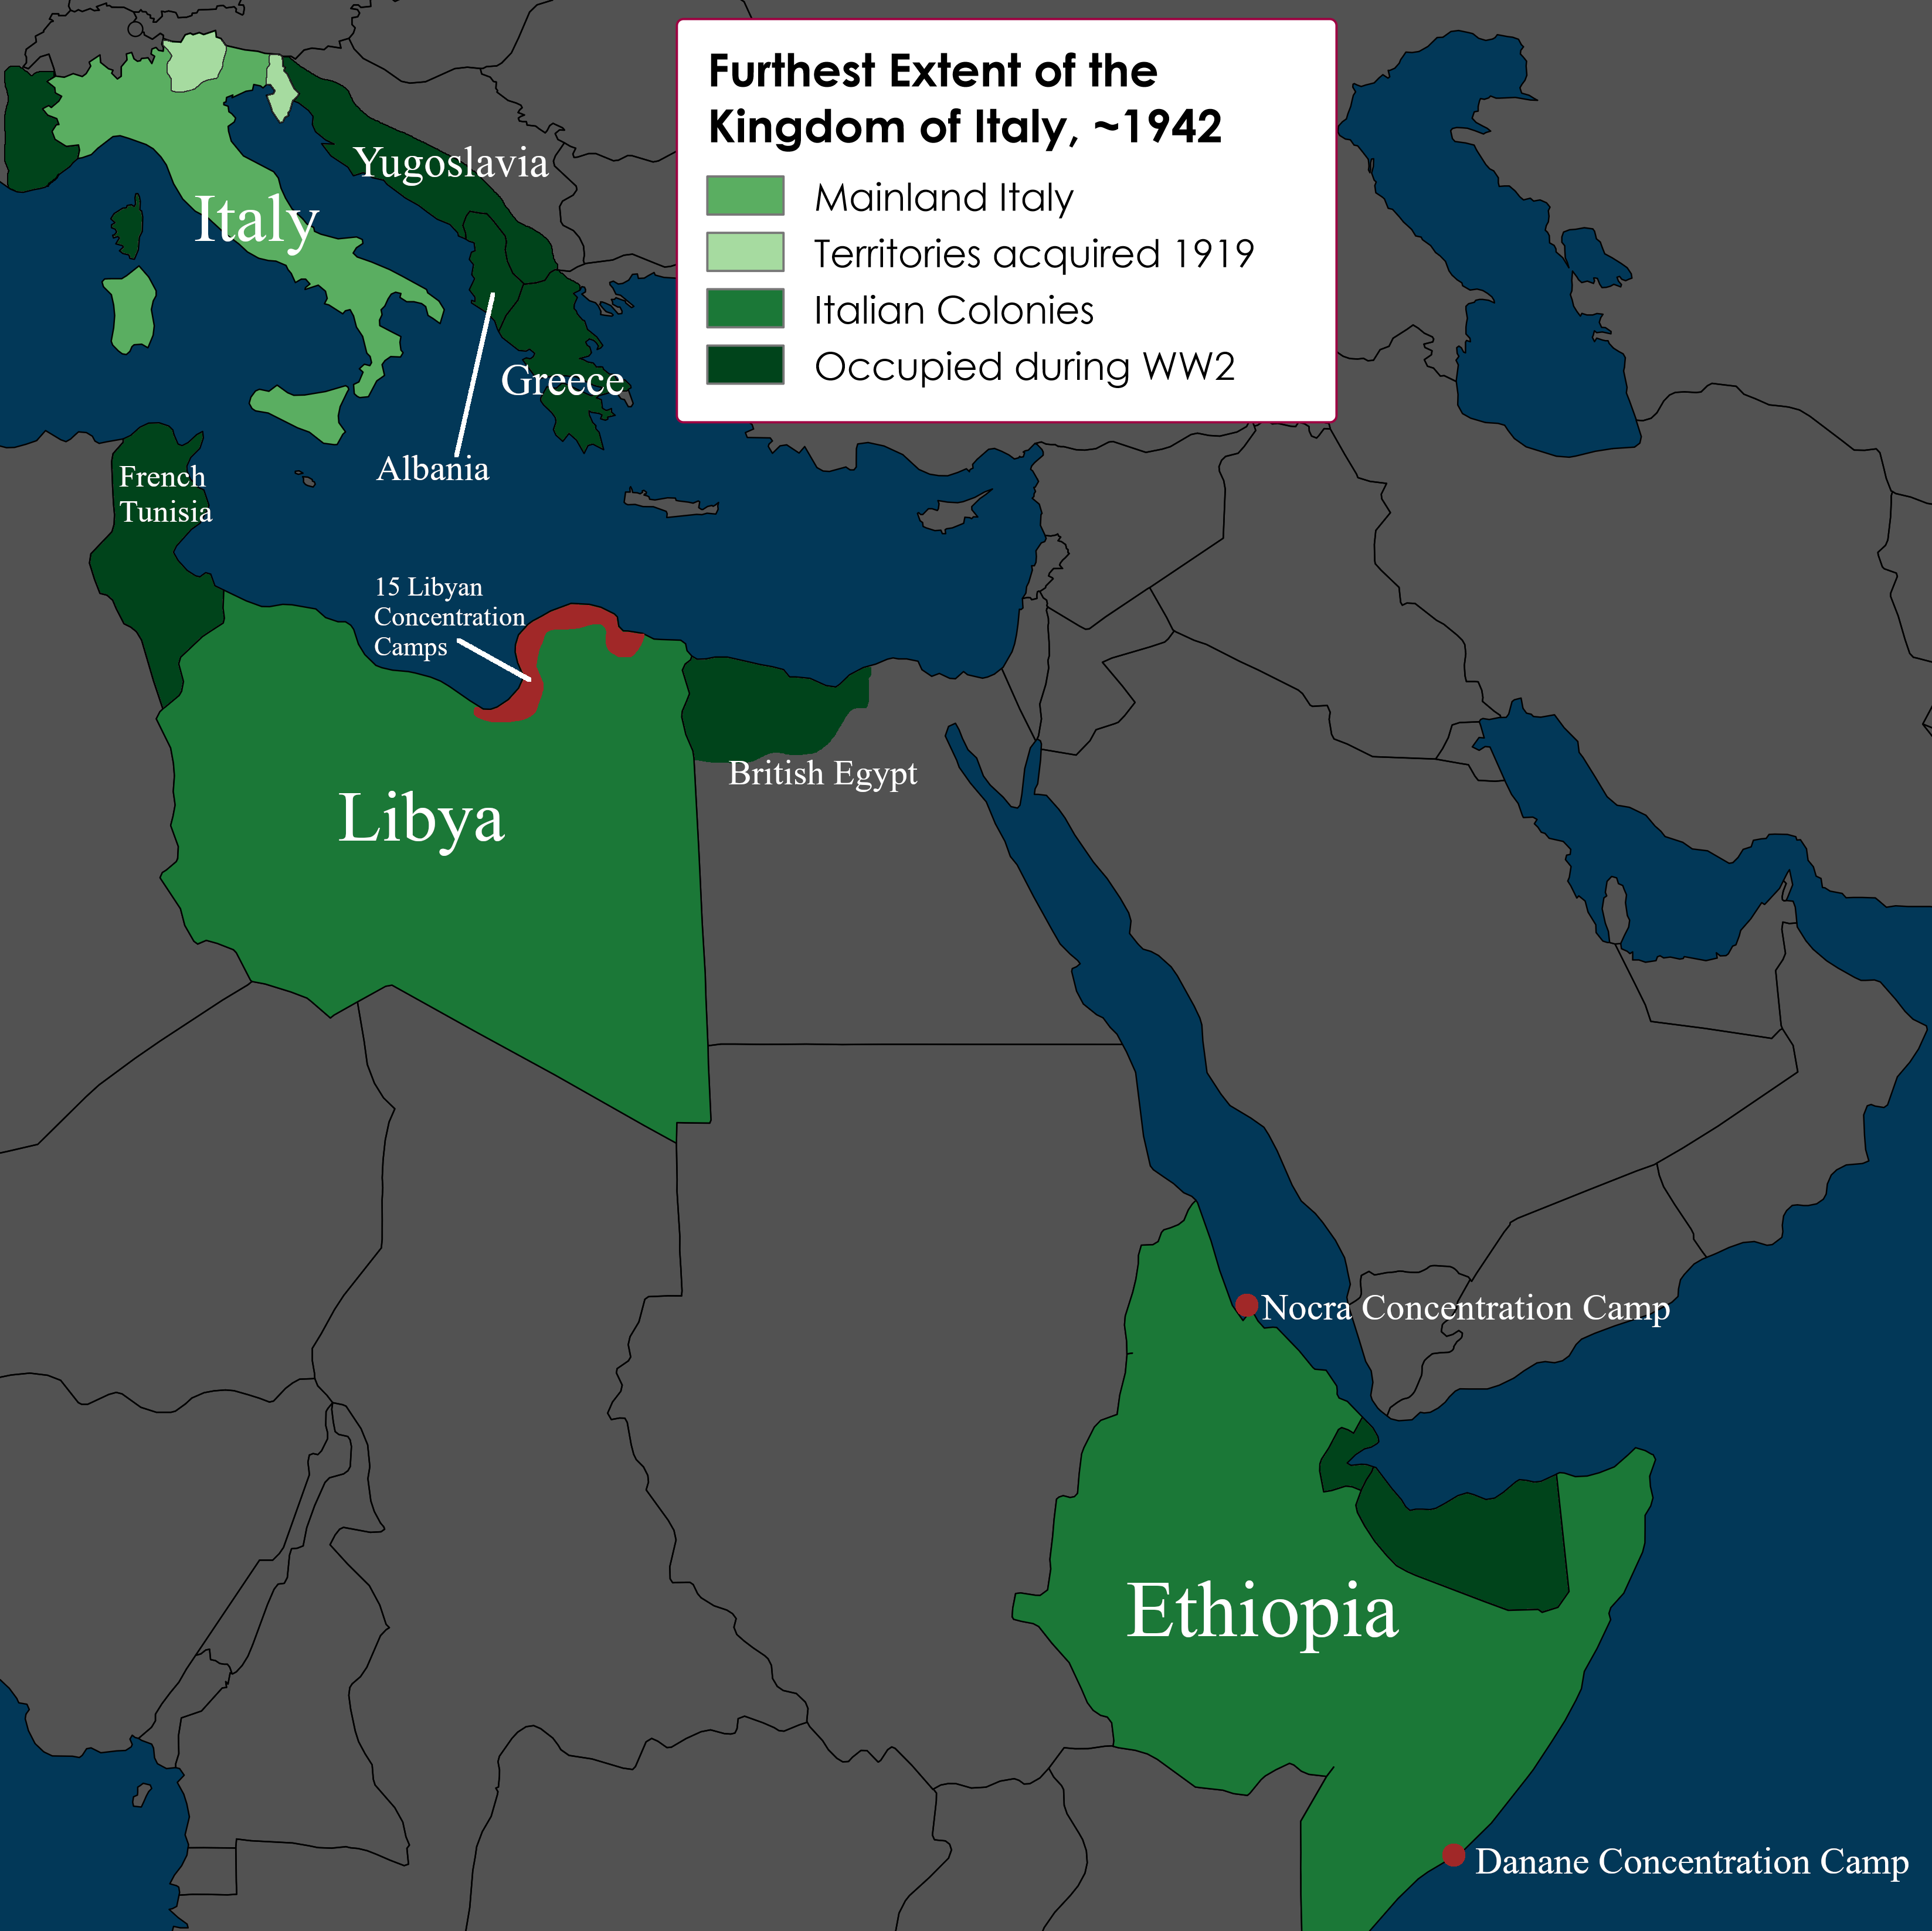 Furthest Extent of the
Kingdom of Italy, ~1942
Mainland Italy
Territories acquired 1919
Italian Colonies
Occupied during WW2
Yugoslavia
Italy
Greece
Albania
French
Tunisia
15 Libyan
Concentration
Camps
British Egypt
Libya
Nocra Concentration Camp
Ethiopia
Danane Concentration Camp